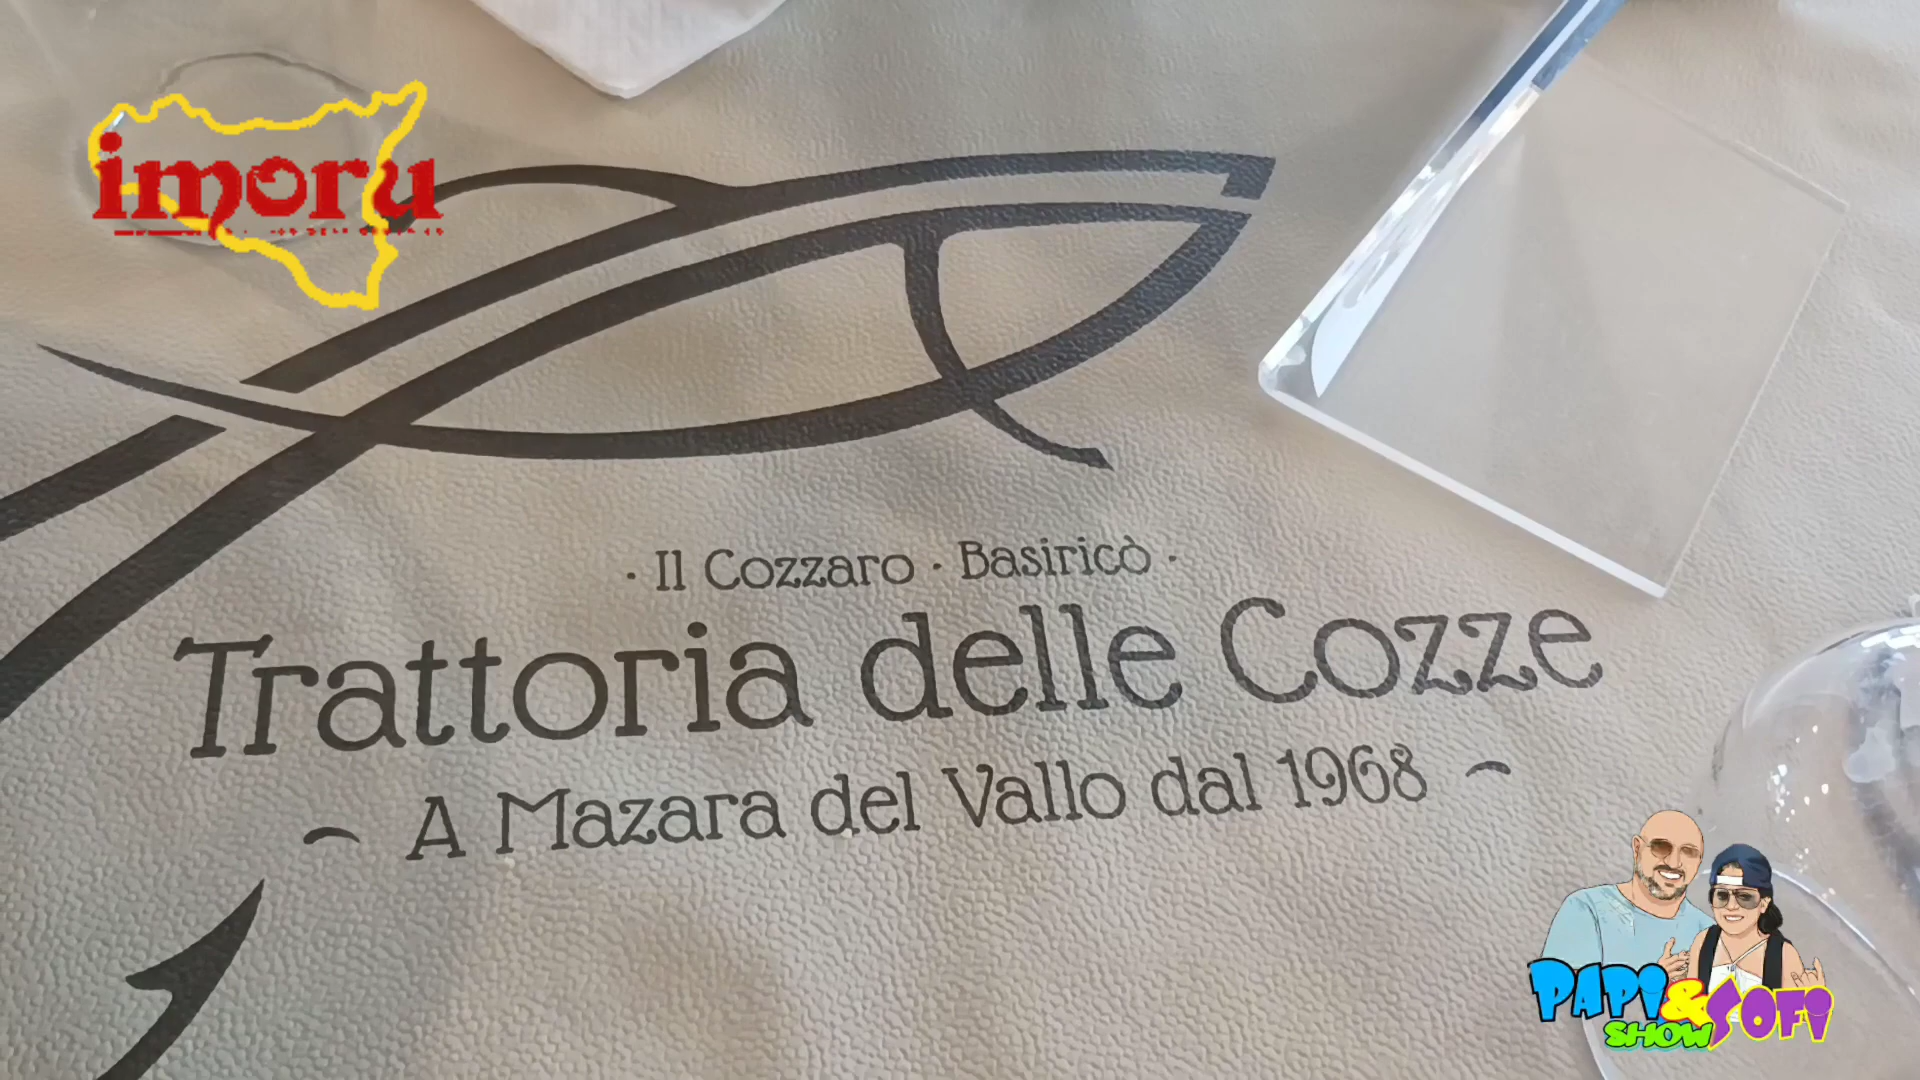 imoru
· Il Cozzaro · Basiricò ·
Trattoria delle Cozze
A Mazara del Vallo dal 1968
PAPi & SOFi
SHOW